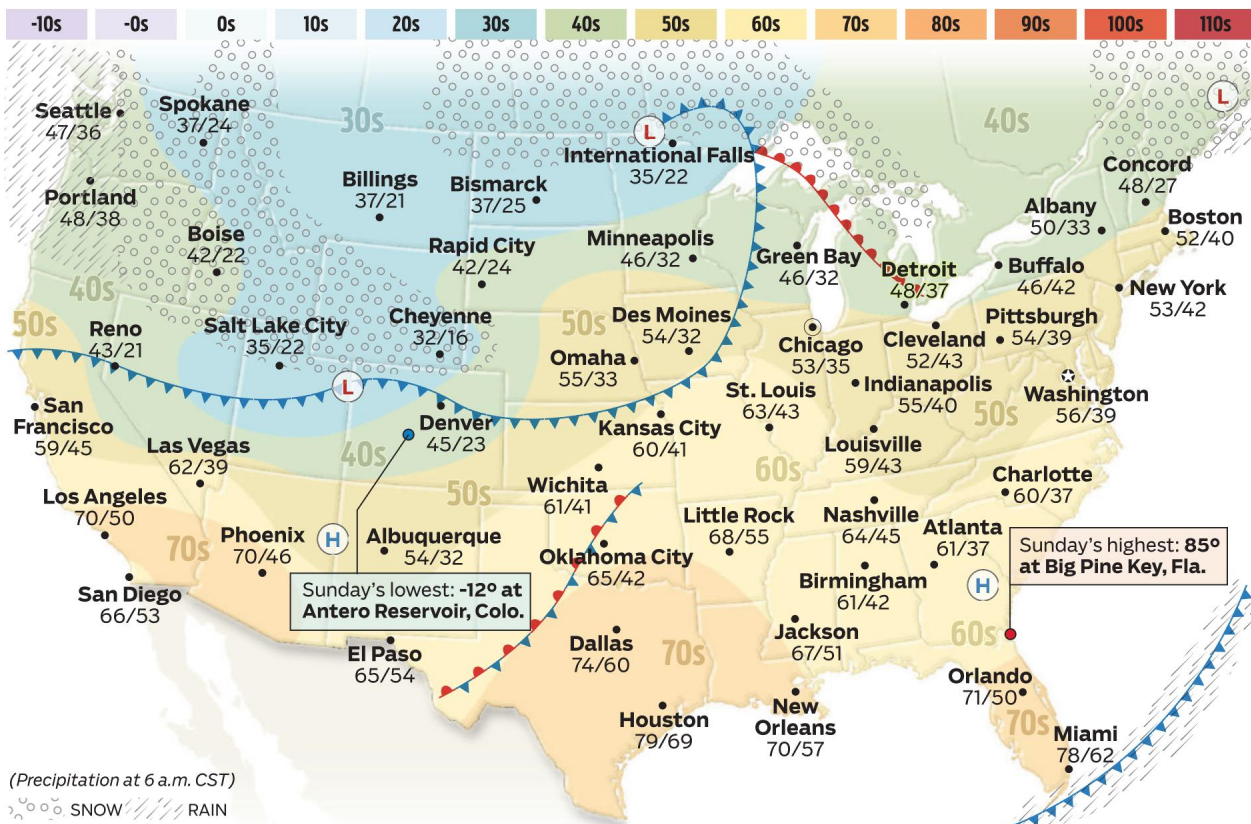 -10s -0s 0s 10s 20s 30s 40s 50s 60s 70s 80s 90s 100s 110s
Seattle
47/36
Spokane
37/24
30s
L
International Falls
35/22
40s
L
Concord
48/27
Portland
48/38
Billings
37/21
Bismarck
37/25
Albany
50/33
Boston
52/40
Boise
42/22
Rapid City
42/24
Minneapolis
46/32
Green Bay
46/32
Detroit
48/37
Buffalo
46/42
New York
53/42
40s
50s
Reno
43/21
Salt Lake City
35/22
Cheyenne
32/16
50s
Des Moines
54/32
Omaha
55/33
Chicago
53/35
Cleveland
52/43
Pittsburgh
54/39
L
Indianapolis
55/40
Washington
56/39
San
Francisco
59/45
Las Vegas
62/39
40s
Denver
45/23
Kansas City
60/41
St. Louis
63/43
Louisville
59/43
50s
60s
Los Angeles
70/50
50s
Wichita
61/41
Charlotte
60/37
Phoenix
70/46
70s
H
Albuquerque
54/32
Oklahoma City
65/42
Little Rock
68/55
Nashville
64/45
Atlanta
61/37
Sunday's highest: 85º
at Big Pine Key, Fla.
San Diego
66/53
Sunday's lowest: -12º at
Antero Reservoir, Colo.
Birmingham
61/42
H
El Paso
65/54
Dallas
74/60
70s
Jackson
67/51
60s
Houston
79/69
New
Orleans
70/57
Orlando
71/50
70s
Miami
78/62
(Precipitation at 6 a.m. CST)
SNOW RAIN